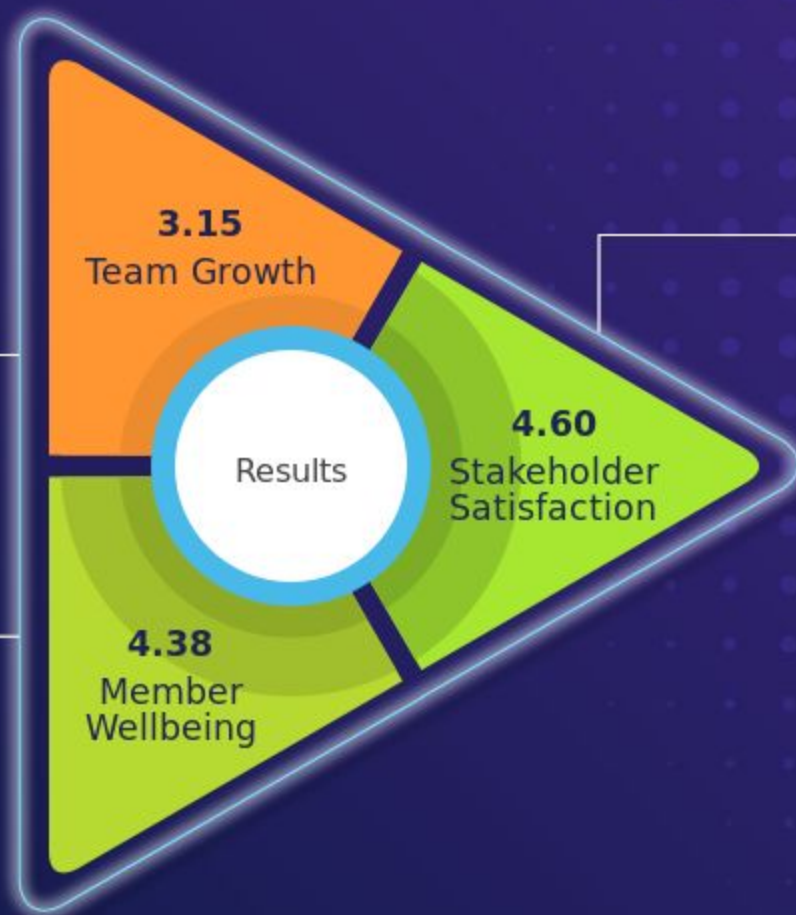 3.15
Team Growth
Results
4.60
Stakeholder
Satisfaction
4.38
Member
Wellbeing